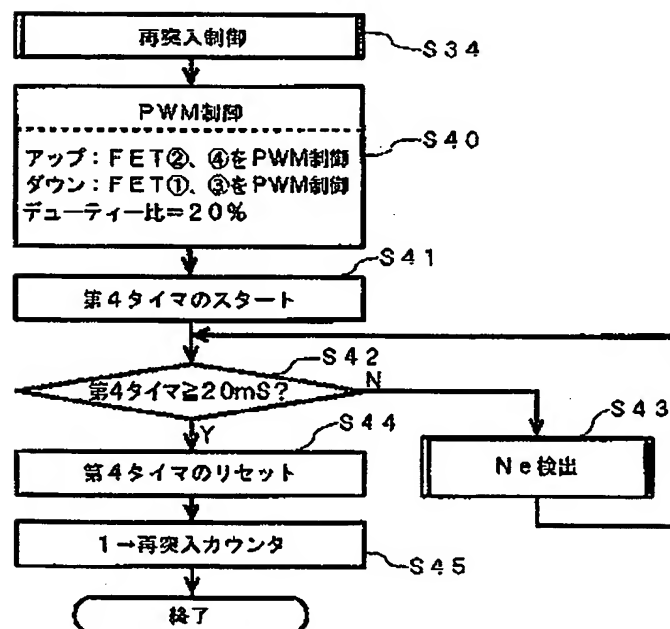 再突入制御
S34
PWM制御
S40
アップ：FET②、④をPWM制御
ダウン：FET①、③をPWM制御
デューティー比＝20％
S41
第4タイマのスタート
S42
第4タイマ≧20mS?
N
S43
Y
S44
Ne検出
第4タイマのリセット
1→再突入カウンタ
S45
終了